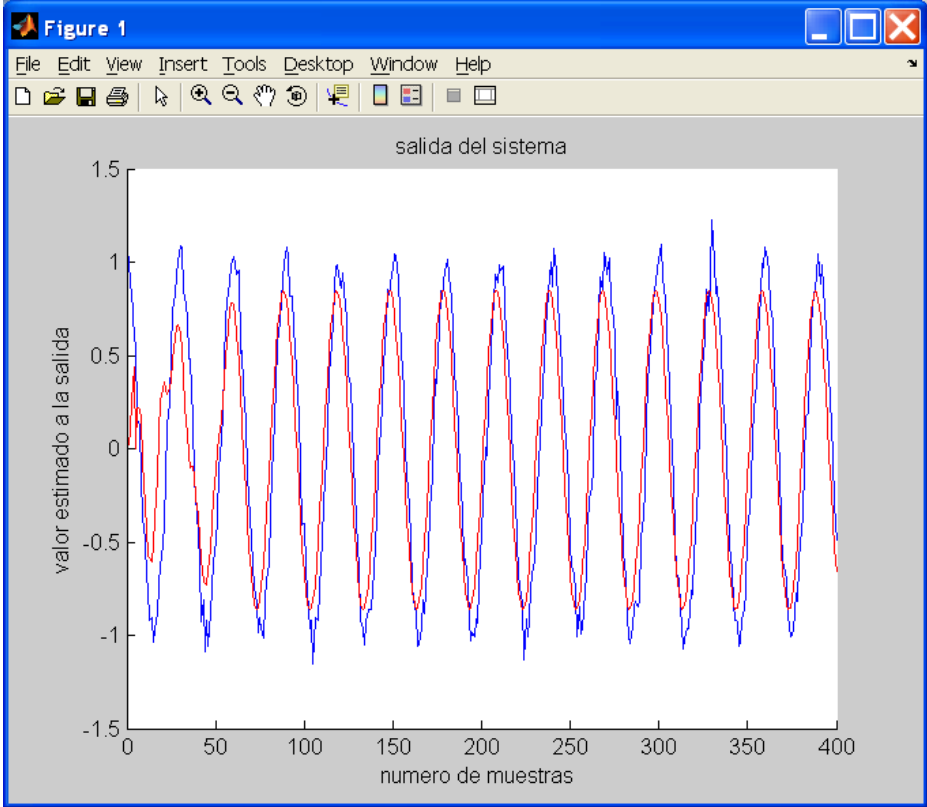 Figure 1
File Edit View Insert Tools Desktop Window Help
salida del sistema
1.5
1
0.5
0
-0.5
-1
-1.5
valor estimado a la salida
0 50 100 150 200 250 300 350 400
numero de muestras